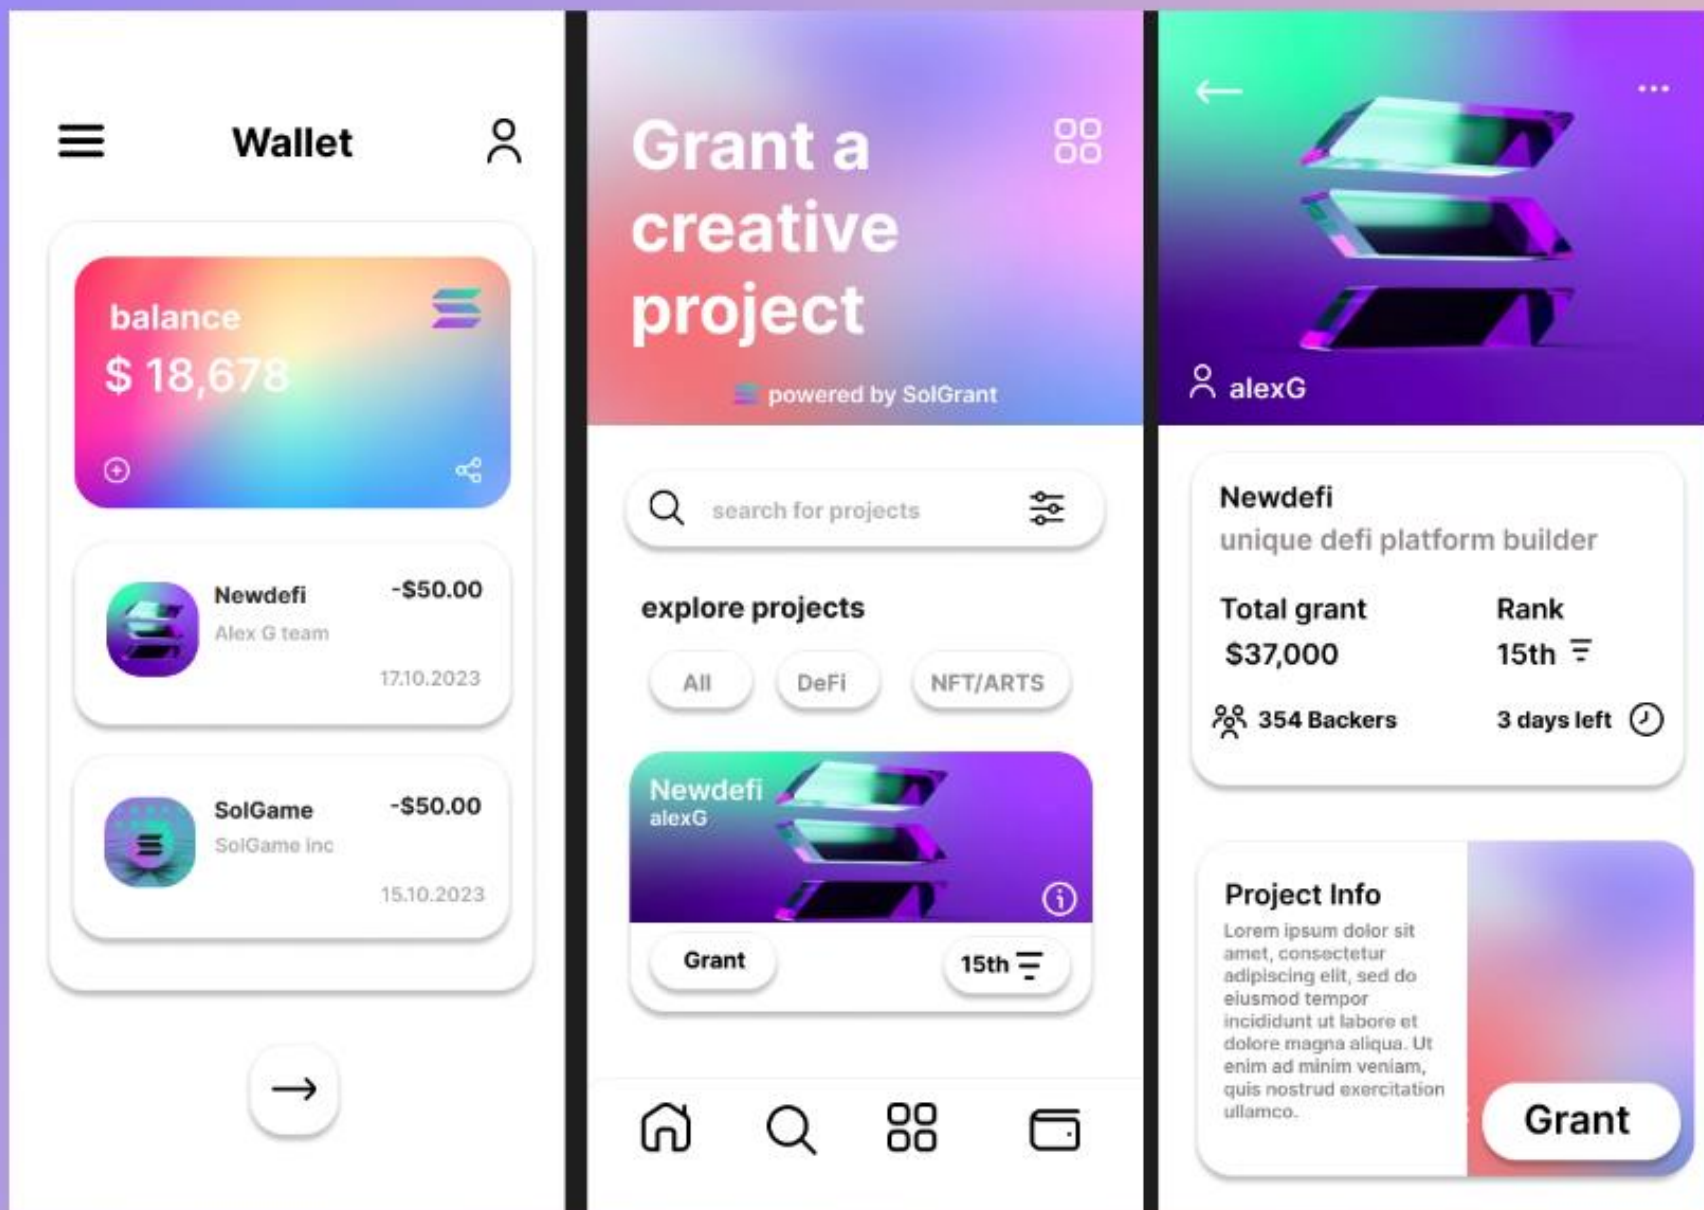 Wallet
balance
$ 18,678
Newdefi
-$50.00
Alex G team
17.10.2023
SolGame
-$50.00
SolGame inc
15.10.2023
Grant a
creative
project
powered by SolGrant
search for projects
explore projects
All
DeFi
NFT/ARTS
Newdefi
alexG
Grant
15th
alexG
Newdefi
unique defi platform builder
Total grant
Rank
$37,000
15th
354 Backers
3 days left
Project Info
Lorem ipsum dolor sit
amet, consectetur
adipiscing elit, sed do
eiusmod tempor
incididunt ut labore et
dolore magna aliqua. Ut
enim ad minim veniam,
quis nostrud exercitation
ullamco.
Grant